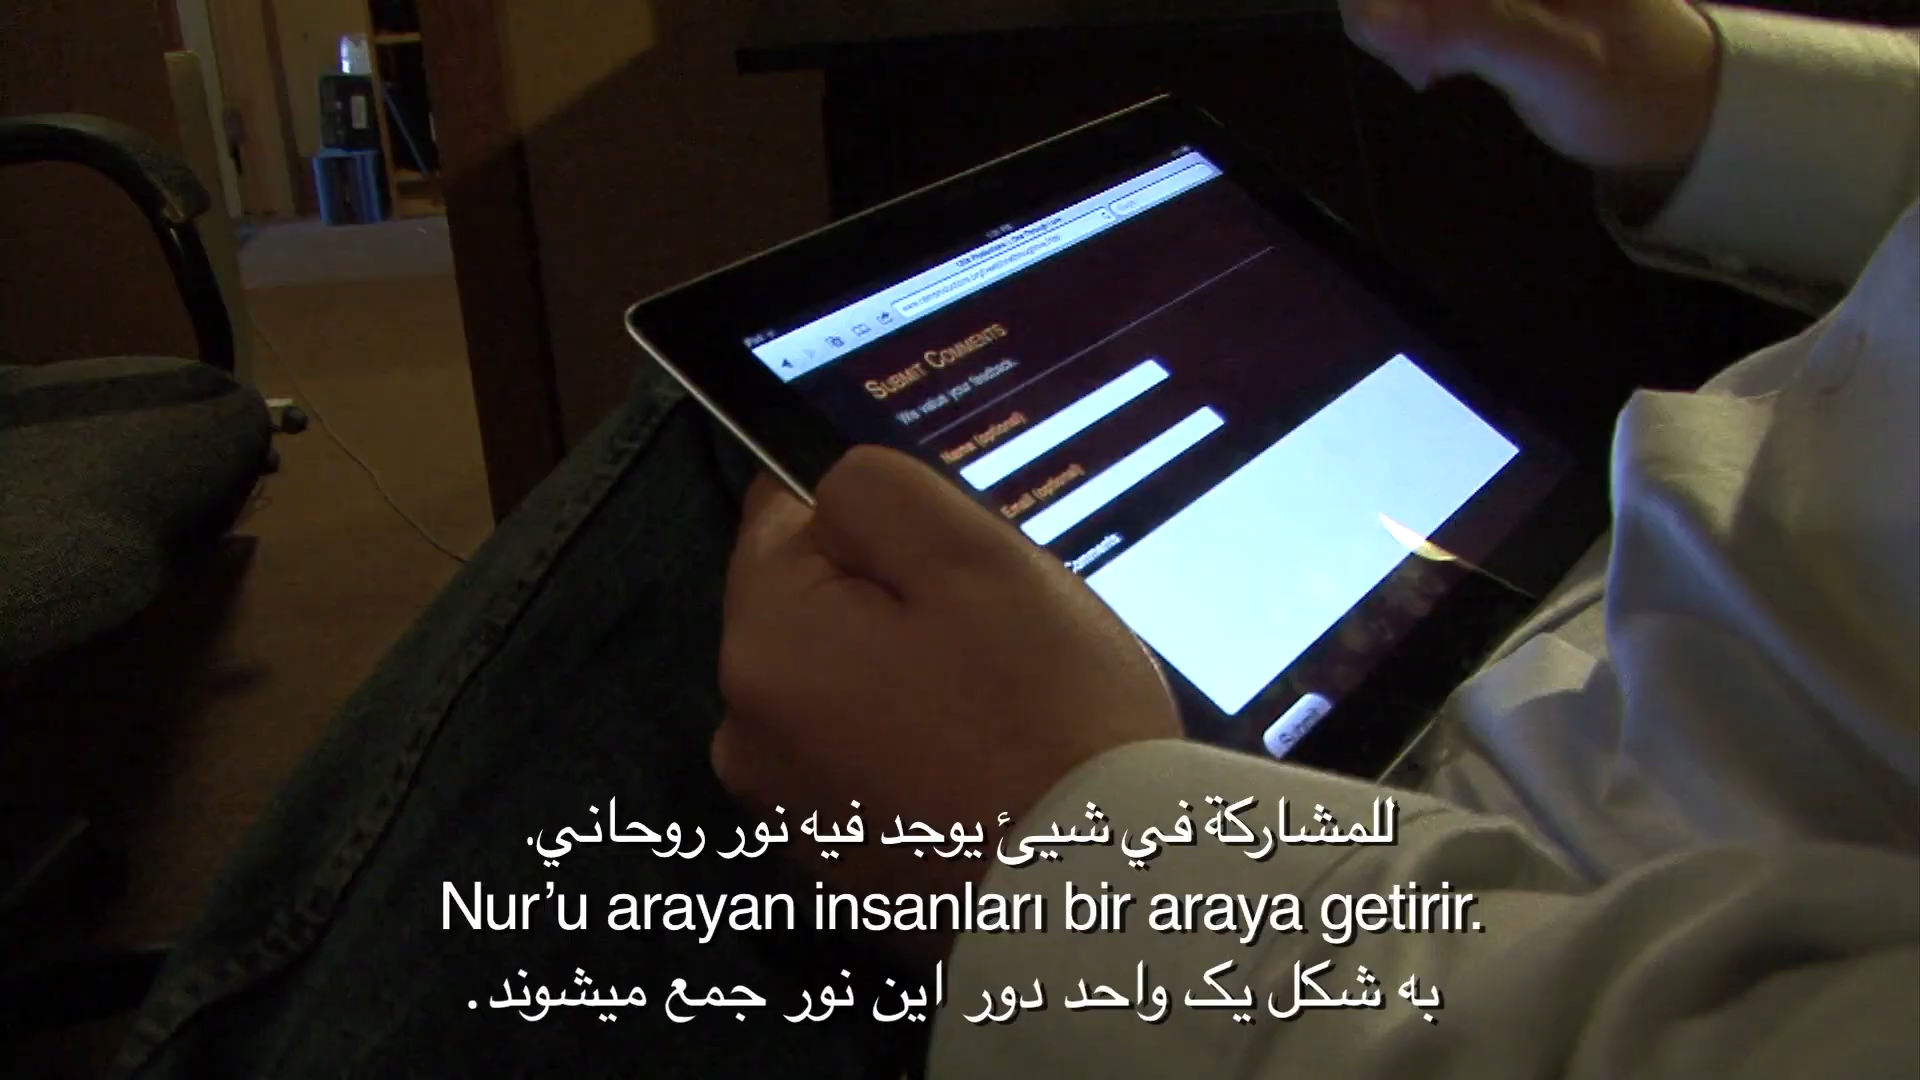 SUBMIT COMMENTS
We value your feedback.
Name (optional)
Email (optional)
Comments
Submit
للمشاركة في شيئ يوجد فيه نور روحاني.
Nur’u arayan insanları bir araya getirir.
به شکل یک واحد دور این نور جمع میشوند.